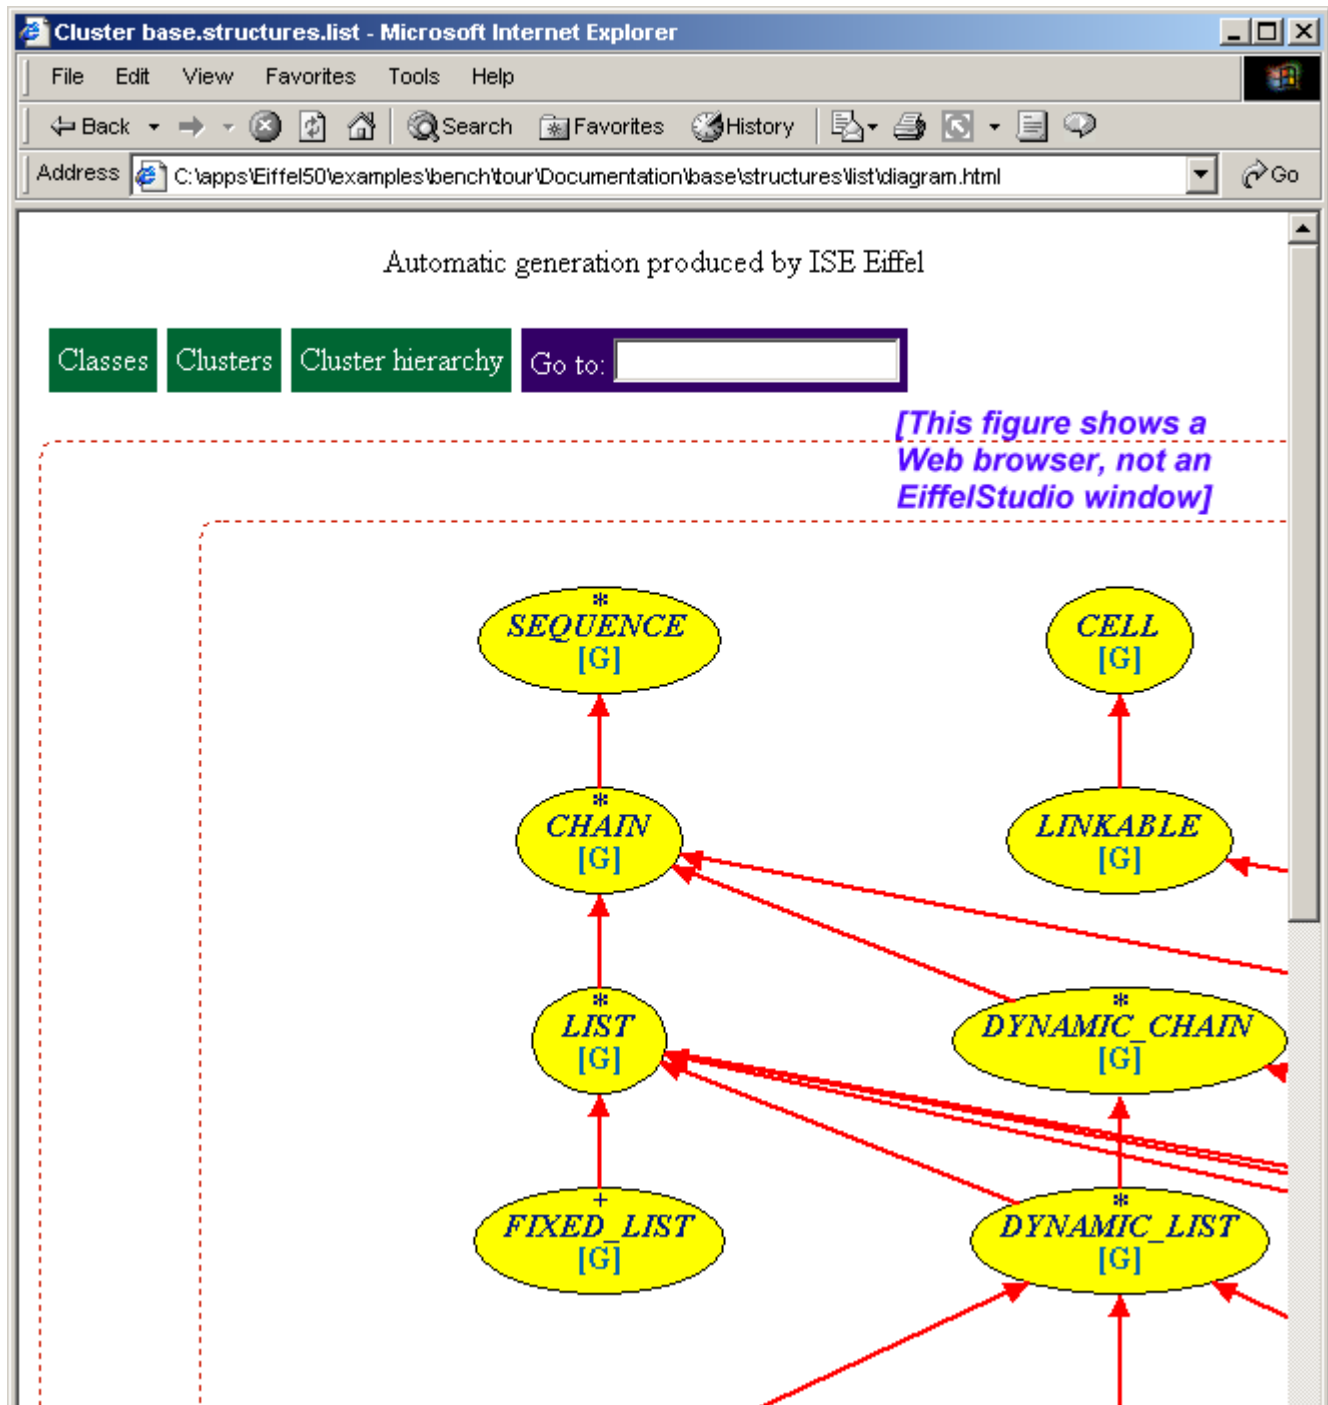 Cluster base.structures.list - Microsoft Internet Explorer
File Edit View Favorites Tools Help
Back Search Favorites History
Address C:\apps\Eiffel50\examples\bench\tour\Documentation\base\structures\list\diagram.html Go
Automatic generation produced by ISE Eiffel
Classes Clusters Cluster hierarchy Go to:
[This figure shows a
Web browser, not an
EiffelStudio window]
*
SEQUENCE CELL
[G] [G]
*
CHAIN LINKABLE
[G] [G]
* *
LIST DYNAMIC_CHAIN
[G] [G]
+ *
FIXED_LIST DYNAMIC_LIST
[G] [G]